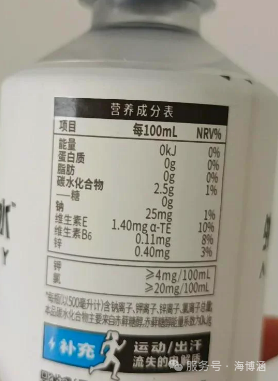 营养成分表
项目 每100mL NRV%
能量 0kJ 0%
蛋白质 0g 0%
脂肪 0g 0%
碳水化合物 2.5g 1%
—糖 0g
钠 25mg 1%
维生素E 1.40mg α-TE 10%
维生素B6 0.11mg 8%
锌 0.40mg 3%
钾 ≥4mg/100mL
氯 ≥20mg/100mL
补充 运动/出汗
流失的电解质
水
服务号 · 海博涵